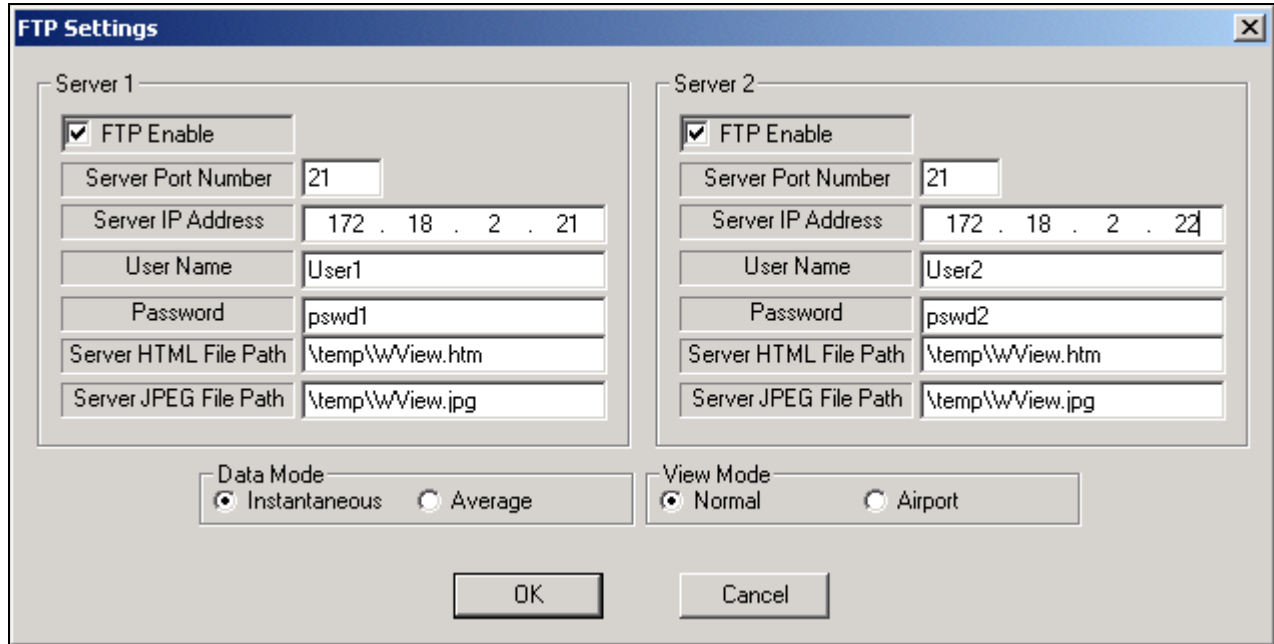 FTP Settings
Server 1
FTP Enable
Server Port Number 21
Server IP Address 172 . 18 . 2 . 21
User Name User1
Password pswd1
Server HTML File Path \temp\WView.htm
Server JPEG File Path \temp\WView.jpg
Server 2
FTP Enable
Server Port Number 21
Server IP Address 172 . 18 . 2 . 22
User Name User2
Password pswd2
Server HTML File Path \temp\WView.htm
Server JPEG File Path \temp\WView.jpg
Data Mode
Instantaneous Average
View Mode
Normal Airport
OK Cancel